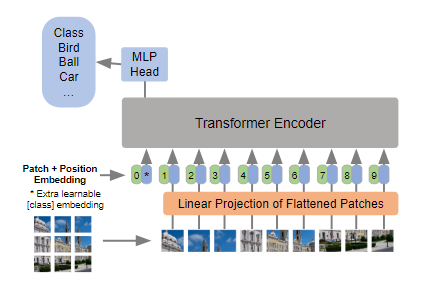 Class
Bird
Ball
Car
...
MLP
Head
Transformer Encoder
Patch + Position
Embedding
0 * 1 2 3 4 5 6 7 8 9
* Extra learnable
[class] embedding
Linear Projection of Flattened Patches